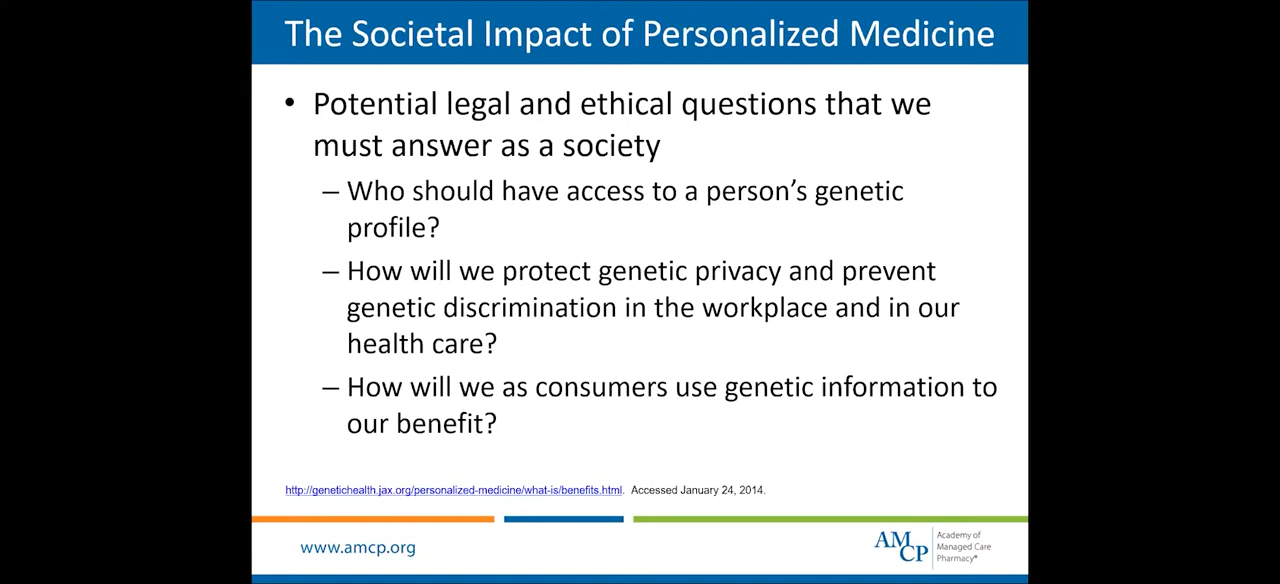 The Societal Impact of Personalized Medicine
• Potential legal and ethical questions that we
must answer as a society
– Who should have access to a person’s genetic
profile?
– How will we protect genetic privacy and prevent
genetic discrimination in the workplace and in our
health care?
– How will we as consumers use genetic information to
our benefit?
http://genetichealth.jax.org/personalized-medicine/what-is/benefits.html. Accessed January 24, 2014.
www.amcp.org
AMCP
Academy of
Managed Care
Pharmacy®